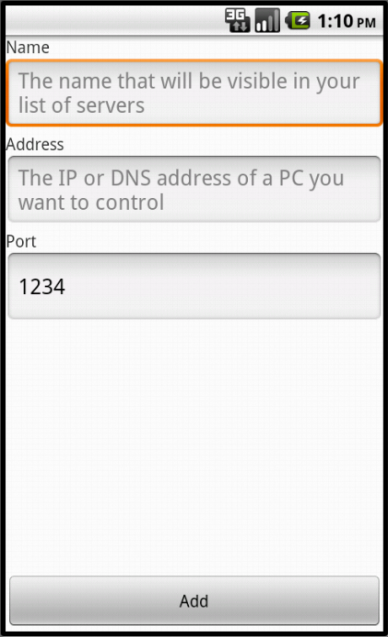 3G 1:10 PM
Name
The name that will be visible in your
list of servers
Address
The IP or DNS address of a PC you
want to control
Port
1234
Add